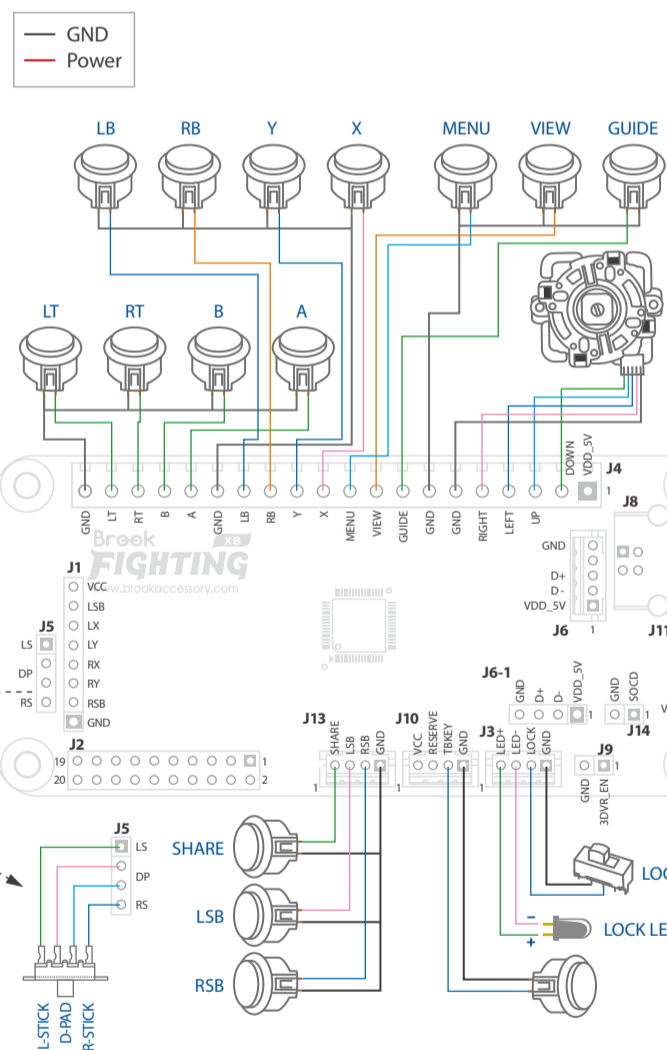 GND
Power
LB RB Y X MENU VIEW GUIDE
LT RT B A
GND LT RT B A GND LB RB Y X MENU VIEW GUIDE GND GND RIGHT LEFT UP DOWN VDD_5V
J4
1
Brook XB
FIGHTING
www.brookaccessory.com
J8
GND
D+
D-
VDD_5V
J6 1
J11
J1
VCC
LSB
LX
LY
RX
RY
RSB
GND
J5
LS
DP
RS
J6-1
GND D+ D- VDD_5V
1
GND SOCD
1
J14
V
J2
19 1
20 2
J13
SHARE LSB RSB GND
1
J10
VCC RESERVE TBKEY GND
1
J3
LED+ LED- LOCK GND
1
J9
1
GND 3DVR_EN
J5
LS
DP
RS
L-STICK
D-PAD
R-STICK
SHARE
LSB
RSB
LOC
−
+
LOCK LE